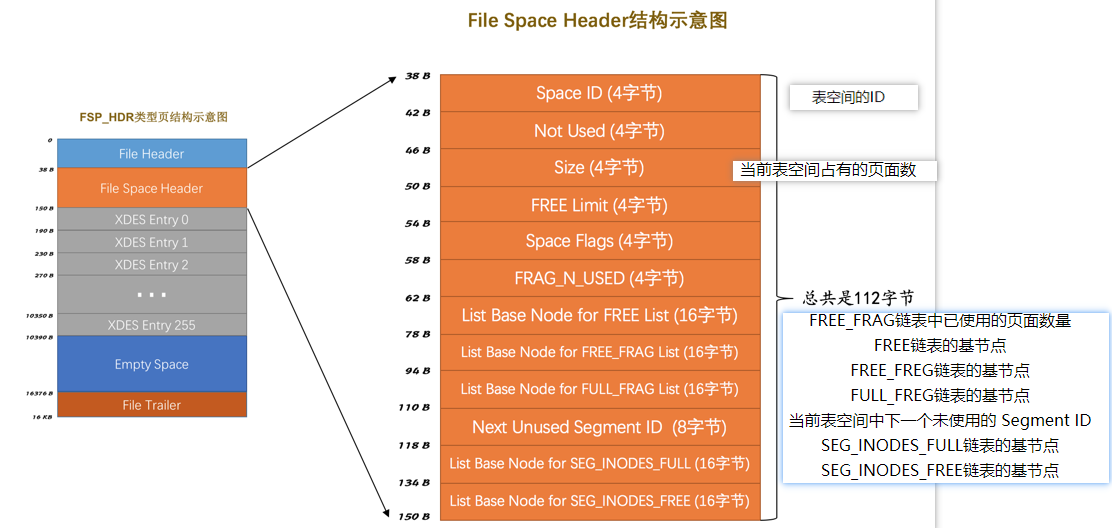 File Space Header结构示意图
FSP_HDR类型页结构示意图
0
File Header
38 B
File Space Header
150 B
XDES Entry 0
190 B
XDES Entry 1
230 B
XDES Entry 2
270 B
...
10350 B
XDES Entry 255
10390 B
Empty Space
16376 B
File Trailer
16 KB
38 B
Space ID (4字节)
42 B
Not Used (4字节)
46 B
Size (4字节)
50 B
FREE Limit (4字节)
54 B
Space Flags (4字节)
58 B
FRAG_N_USED (4字节)
62 B
List Base Node for FREE List (16字节)
78 B
List Base Node for FREE_FRAG List (16字节)
94 B
List Base Node for FULL_FRAG List (16字节)
110 B
Next Unused Segment ID (8字节)
118 B
List Base Node for SEG_INODES_FULL (16字节)
134 B
List Base Node for SEG_INODES_FREE (16字节)
150 B
表空间的ID
当前表空间占有的页面数
总共是112字节
FREE_FRAG链表中已使用的页面数量
FREE链表的基节点
FREE_FREG链表的基节点
FULL_FREG链表的基节点
当前表空间中下一个未使用的 Segment ID
SEG_INODES_FULL链表的基节点
SEG_INODES_FREE链表的基节点